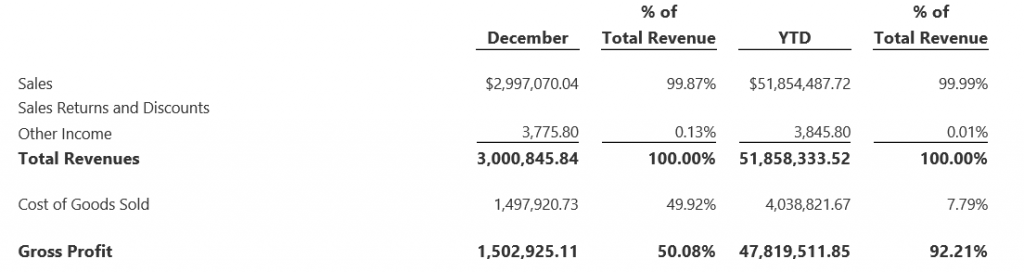 % of % of
December Total Revenue YTD Total Revenue
Sales $2,997,070.04 99.87% $51,854,487.72 99.99%
Sales Returns and Discounts
Other Income 3,775.80 0.13% 3,845.80 0.01%
Total Revenues 3,000,845.84 100.00% 51,858,333.52 100.00%
Cost of Goods Sold 1,497,920.73 49.92% 4,038,821.67 7.79%
Gross Profit 1,502,925.11 50.08% 47,819,511.85 92.21%